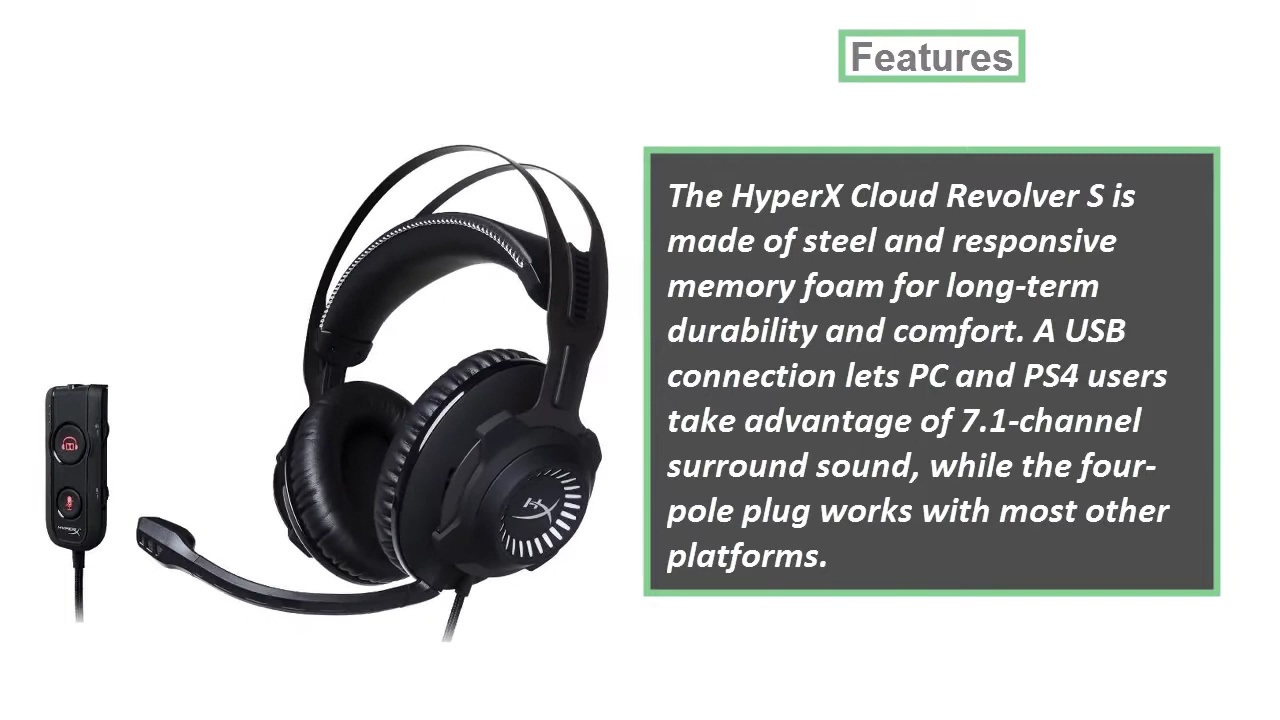 Features
The HyperX Cloud Revolver S is
made of steel and responsive
memory foam for long-term
durability and comfort. A USB
connection lets PC and PS4 users
take advantage of 7.1-channel
surround sound, while the four-
pole plug works with most other
platforms.
HX
HYPERX